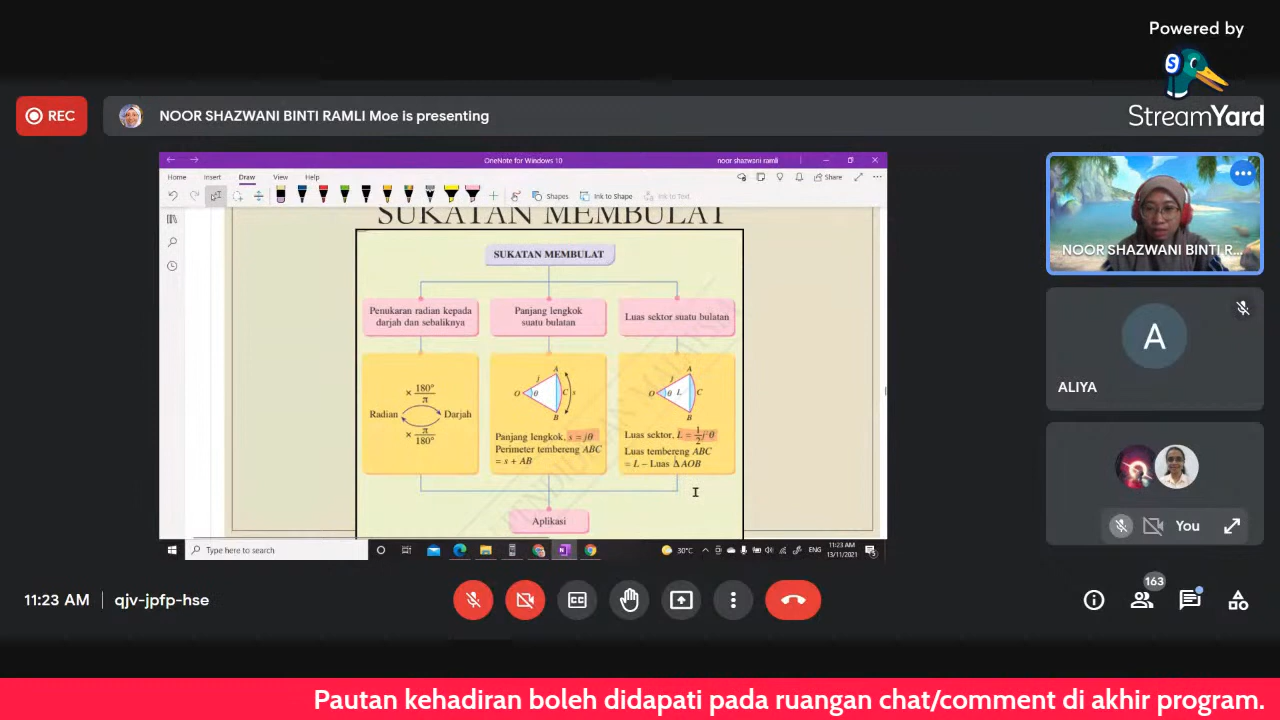 Powered by
StreamYard
REC
NOOR SHAZWANI BINTI RAMLI Moe is presenting
OneNote for Windows 10
noor shazwani ramli
Home Insert Draw View Help
Share
Shapes
Ink to Shape
Ink to Text
SUKATAN MEMBULAT
SUKATAN MEMBULAT
Penukaran radian kepada
darjah dan sebaliknya
Panjang lengkok
suatu bulatan
Luas sektor suatu bulatan
× 180°/π
Radian Darjah
× π/180°
O j θ A B C s
Panjang lengkok, s = jθ
Perimeter tembereng ABC
= s + AB
O j θ L A B C
Luas sektor, L = 1/2 j²θ
Luas tembereng ABC
= L – Luas ΔAOB
Aplikasi
Type here to search
30°C
ENG
11:23 AM
13/11/2021
NOOR SHAZWANI BINTI R...
A
ALIYA
You
11:23 AM
qjv-jpfp-hse
163
Pautan kehadiran boleh didapati pada ruangan chat/comment di akhir program.